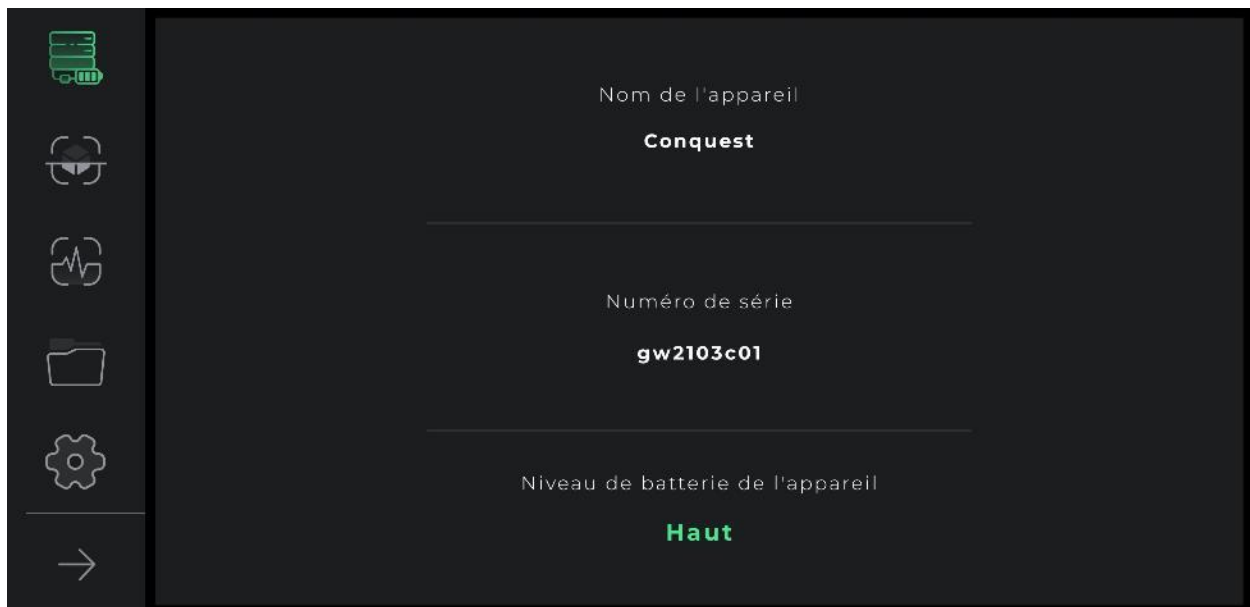 Nom de l'appareil
Conquest
Numéro de série
gw2103c01
Niveau de batterie de l'appareil
Haut